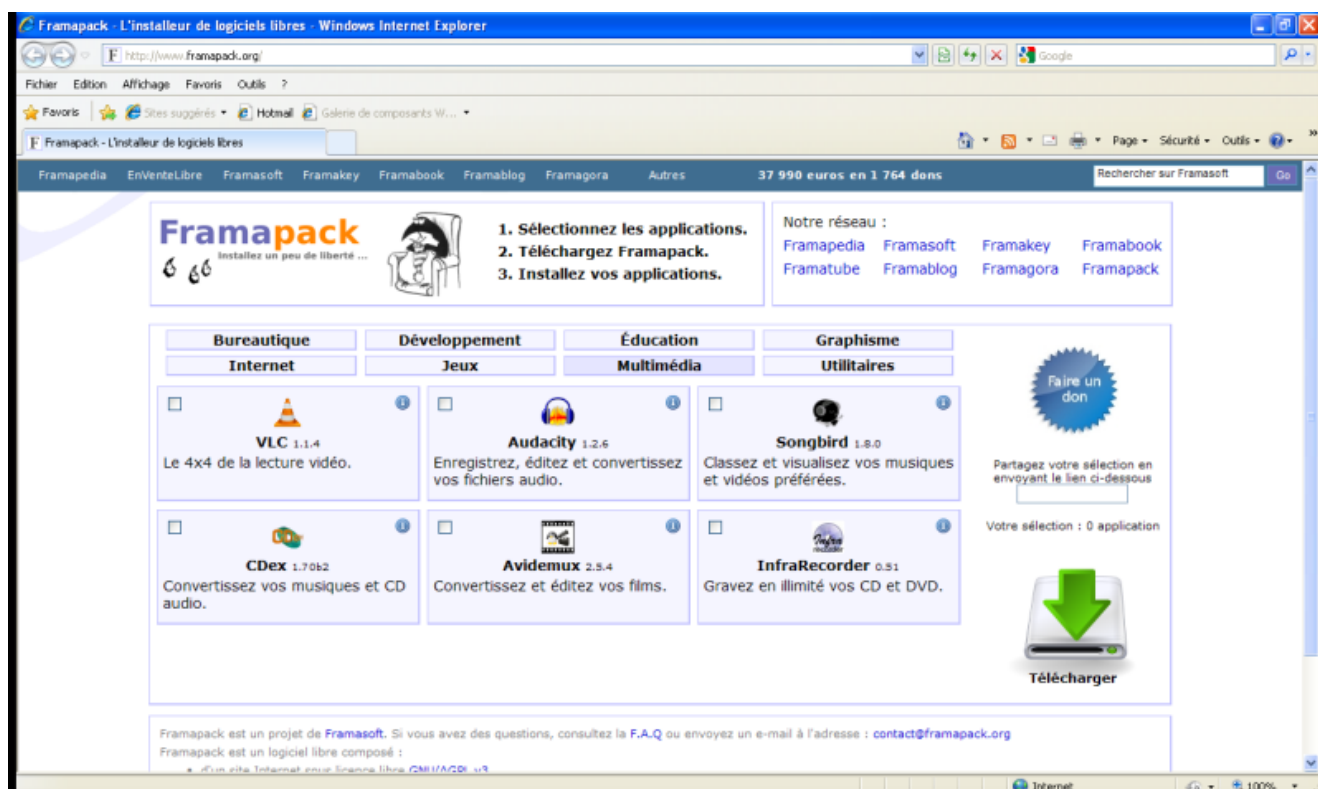 Framapack - L'installeur de logiciels libres - Windows Internet Explorer
http://www.framapack.org/
Google
Fichier Edition Affichage Favoris Outils ?
Favoris Sites suggérés Hotmail Galerie de composants W...
Framapack - L'installeur de logiciels libres
Page Sécurité Outils
Framapedia EnVenteLibre Framasoft Framakey Framabook Framablog Framagora Autres 37 990 euros en 1 764 dons Rechercher sur Framasoft Go
Framapack
Installez un peu de liberté ...
1. Sélectionnez les applications.
2. Téléchargez Framapack.
3. Installez vos applications.
Notre réseau :
Framapedia Framasoft Framakey Framabook
Framatube Framablog Framagora Framapack
Bureautique Développement Éducation Graphisme
Internet Jeux Multimédia Utilitaires
VLC 1.1.4
Le 4x4 de la lecture vidéo.
Audacity 1.2.6
Enregistrez, éditez et convertissez
vos fichiers audio.
Songbird 1.8.0
Classez et visualisez vos musiques
et vidéos préférées.
CDex 1.70b2
Convertissez vos musiques et CD
audio.
Avidemux 2.5.4
Convertissez et éditez vos films.
Infra
InfraRecorder 0.51
Gravez en illimité vos CD et DVD.
Faire un
don
Partagez votre sélection en
envoyant le lien ci-dessous
Votre sélection : 0 application
Télécharger
Framapack est un projet de Framasoft. Si vous avez des questions, consultez la F.A.Q ou envoyez un e-mail à l'adresse : contact@framapack.org
Framapack est un logiciel libre composé :
d'un site Internet sous licence libre GNU/AGPL v3
Internet 100%